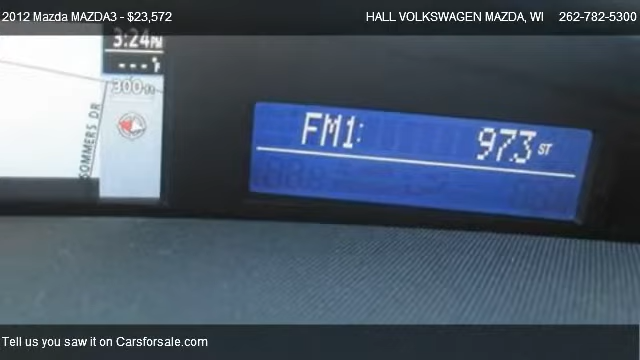 2012 Mazda MAZDA3 - $23,572
HALL VOLKSWAGEN MAZDA, WI 262-782-5300
3:24PM
---°F
300ft
SOMMERS DR
FM1: 97.3 ST
Tell us you saw it on Carsforsale.com